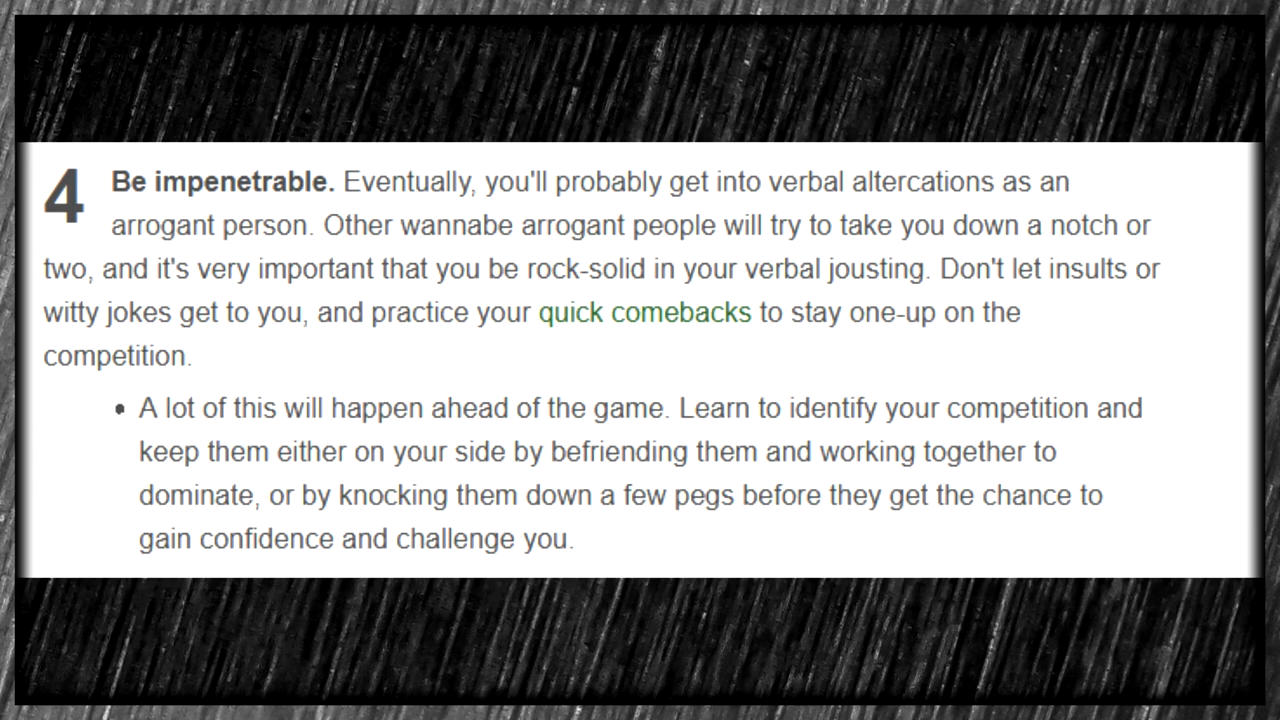 4 Be impenetrable. Eventually, you'll probably get into verbal altercations as an
arrogant person. Other wannabe arrogant people will try to take you down a notch or
two, and it's very important that you be rock-solid in your verbal jousting. Don't let insults or
witty jokes get to you, and practice your quick comebacks to stay one-up on the
competition.
• A lot of this will happen ahead of the game. Learn to identify your competition and
keep them either on your side by befriending them and working together to
dominate, or by knocking them down a few pegs before they get the chance to
gain confidence and challenge you.